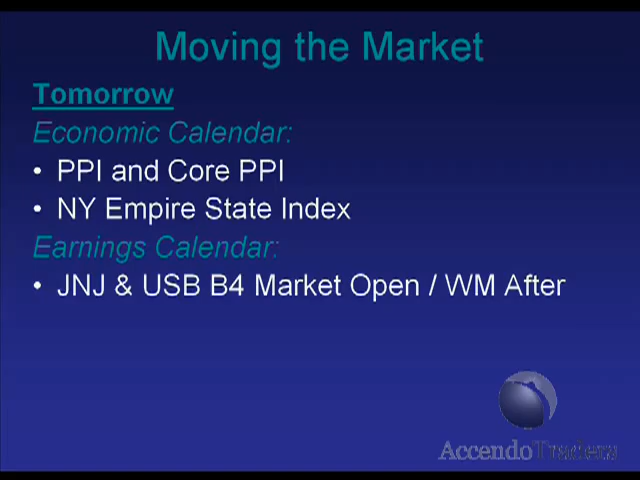 Moving the Market
Tomorrow
Economic Calendar:
• PPI and Core PPI
• NY Empire State Index
Earnings Calendar:
• JNJ & USB B4 Market Open / WM After
AccendoTraders